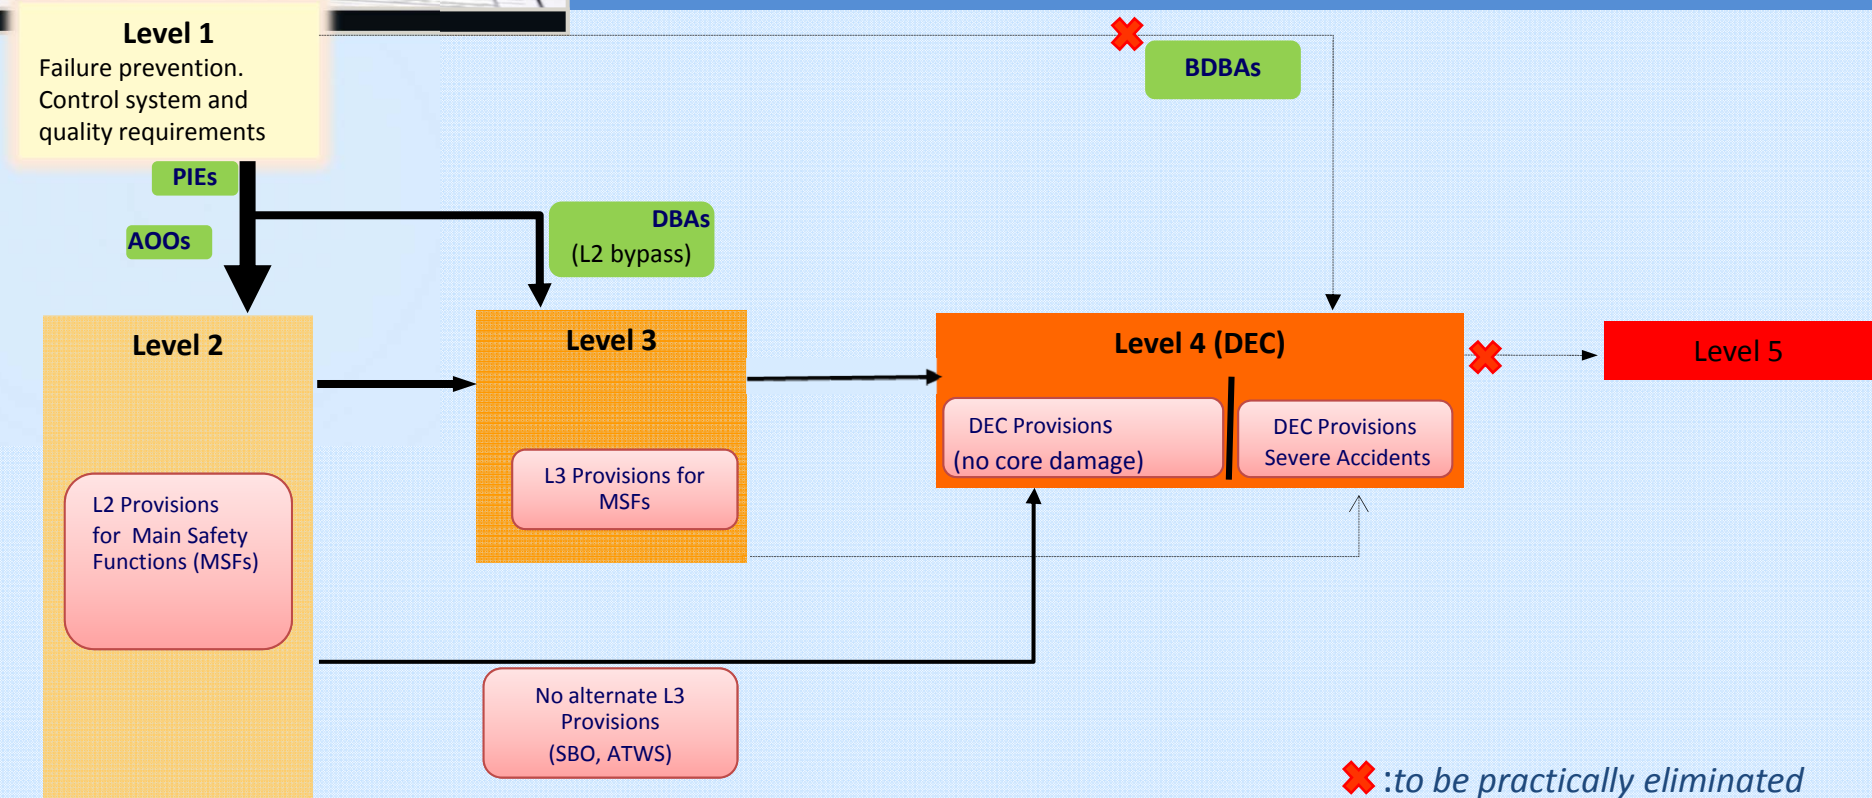 Level 1
Failure prevention.
Control system and
quality requirements
BDBAs
PIEs
AOOs
DBAs
(L2 bypass)
Level 2
L2 Provisions
for Main Safety
Functions (MSFs)
Level 3
L3 Provisions for
MSFs
Level 4 (DEC)
DEC Provisions
(no core damage)
DEC Provisions
Severe Accidents
Level 5
No alternate L3
Provisions
(SBO, ATWS)
:to be practically eliminated